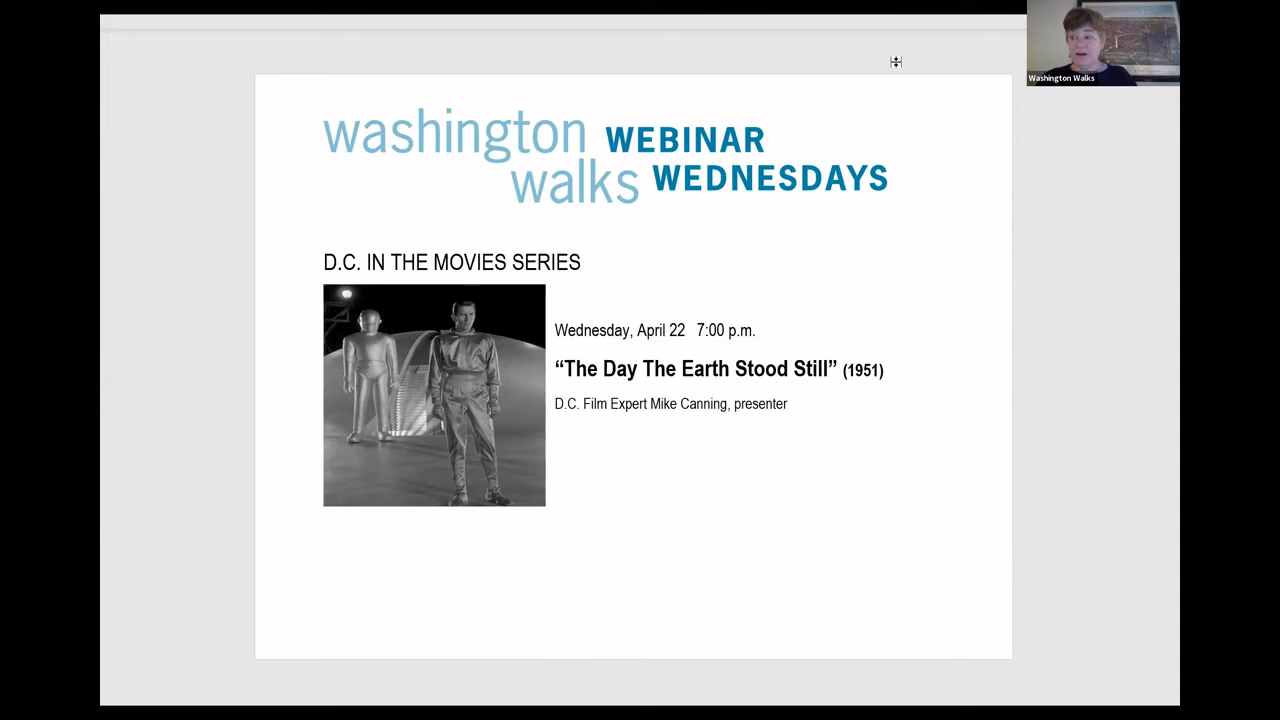 washington WEBINAR
walks WEDNESDAYS
D.C. IN THE MOVIES SERIES
Wednesday, April 22 7:00 p.m.
“The Day The Earth Stood Still” (1951)
D.C. Film Expert Mike Canning, presenter
Washington Walks